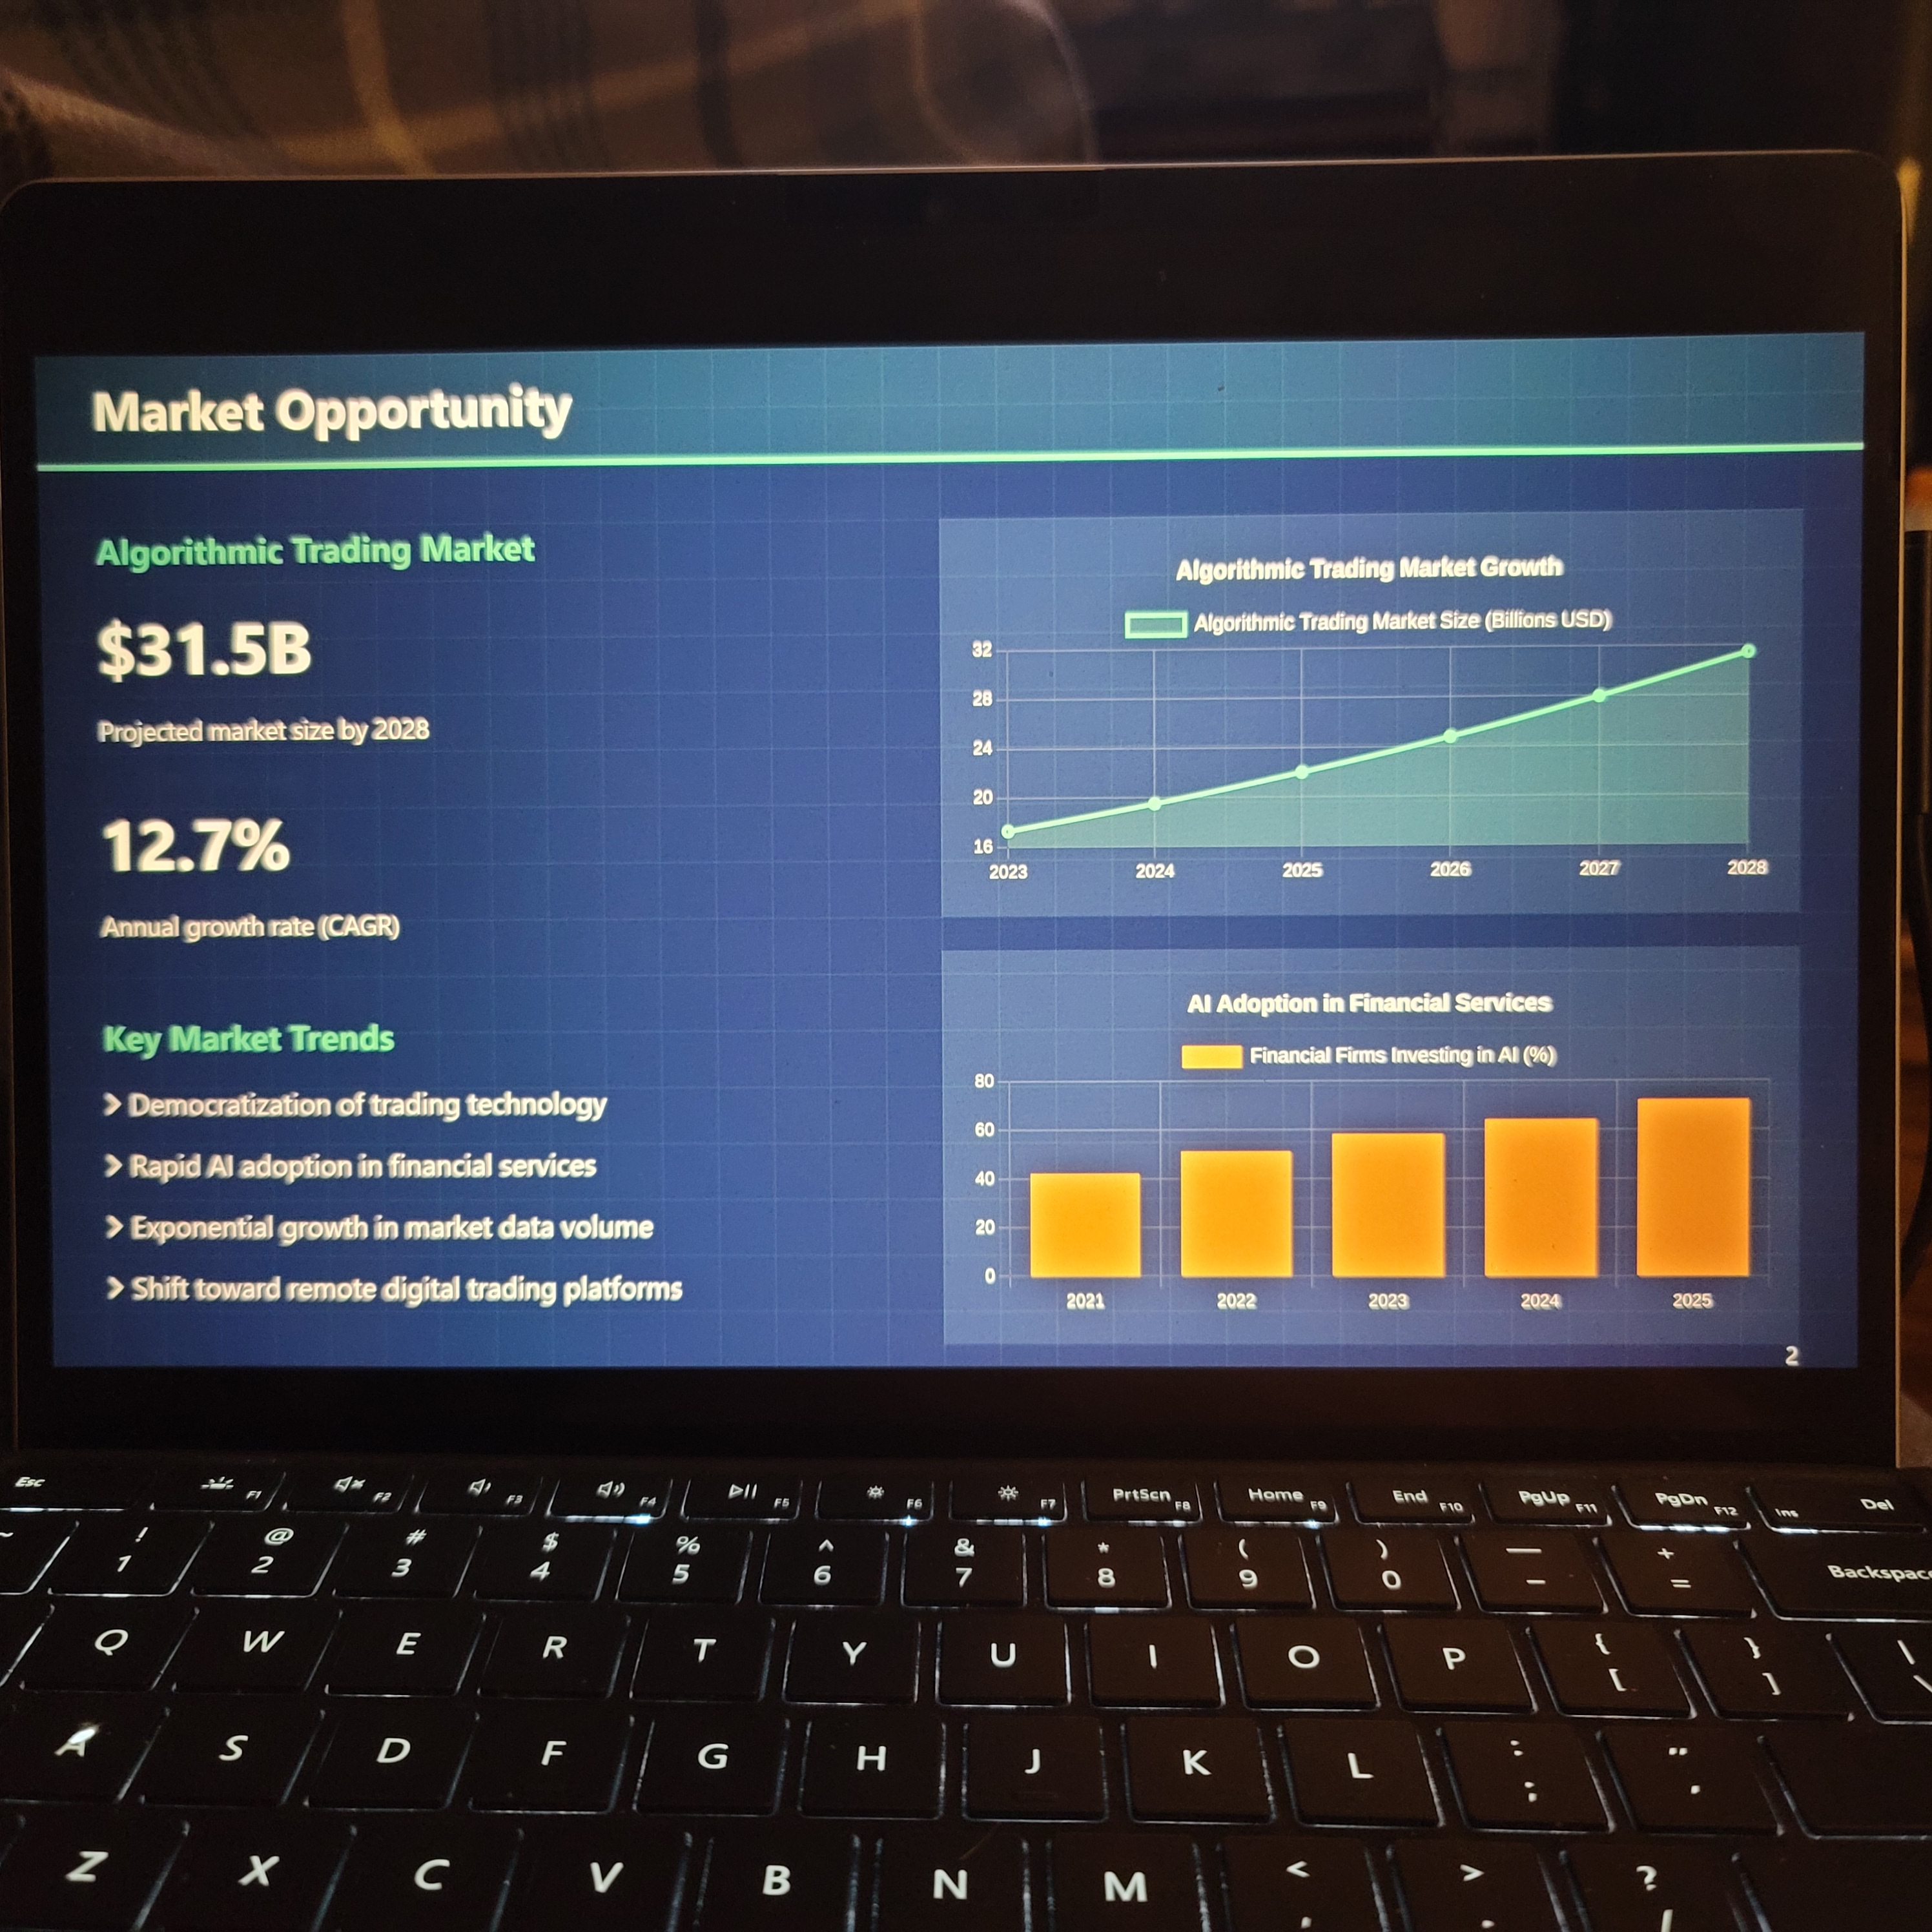 Market Opportunity
Algorithmic Trading Market
$31.5B
Projected market size by 2028
12.7%
Annual growth rate (CAGR)
Key Market Trends
> Democratization of trading technology
> Rapid AI adoption in financial services
> Exponential growth in market data volume
> Shift toward remote digital trading platforms
Algorithmic Trading Market Growth
Algorithmic Trading Market Size (Billions USD)
32
28
24
20
16
2023 2024 2025 2026 2027 2028
AI Adoption in Financial Services
Financial Firms Investing in AI (%)
80
60
40
20
0
2021 2022 2023 2024 2025
2
Esc F1 F2 F3 F4 F5 F6 F7 PrtScn F8 Home F9 End F10 PgUp F11 PgDn F12 Ins Del
~ ! @ # $ % ^ & * ( ) — +
1 2 3 4 5 6 7 8 9 0 - = Backspace
Q W E R T Y U I O P { [ } ] | \
A S D F G H J K L : ; " '
Z X C V B N M < , > . ? /